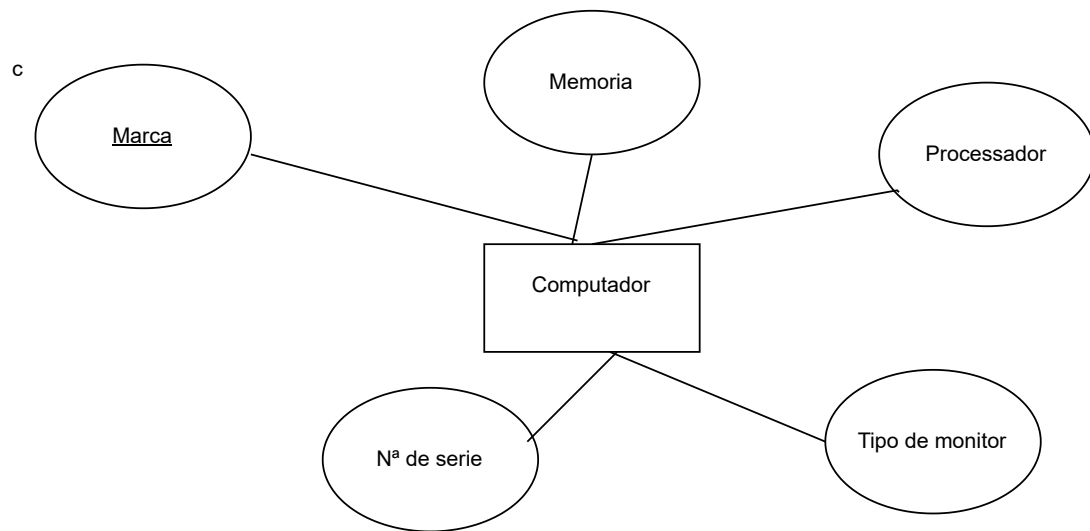 c
Marca
Memoria
Processador
Computador
Nª de serie
Tipo de monitor